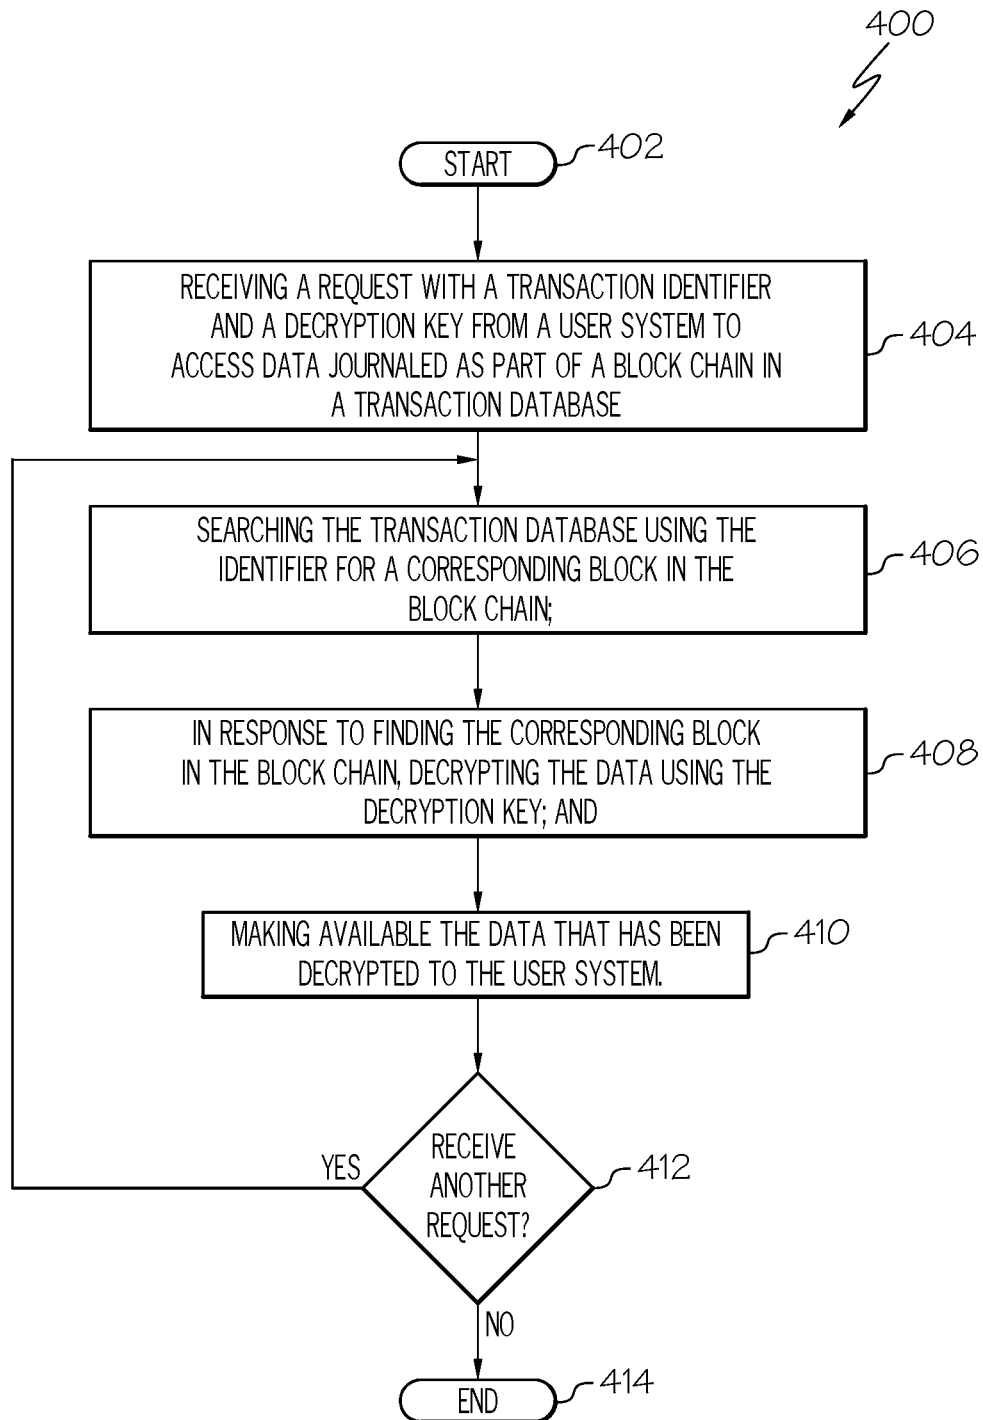 400
START
402
RECEIVING A REQUEST WITH A TRANSACTION IDENTIFIER
AND A DECRYPTION KEY FROM A USER SYSTEM TO
ACCESS DATA JOURNALED AS PART OF A BLOCK CHAIN IN
A TRANSACTION DATABASE
404
SEARCHING THE TRANSACTION DATABASE USING THE
IDENTIFIER FOR A CORRESPONDING BLOCK IN THE
BLOCK CHAIN;
406
IN RESPONSE TO FINDING THE CORRESPONDING BLOCK
IN THE BLOCK CHAIN, DECRYPTING THE DATA USING THE
DECRYPTION KEY; AND
408
MAKING AVAILABLE THE DATA THAT HAS BEEN
DECRYPTED TO THE USER SYSTEM.
410
YES
RECEIVE
ANOTHER
REQUEST?
412
NO
END
414